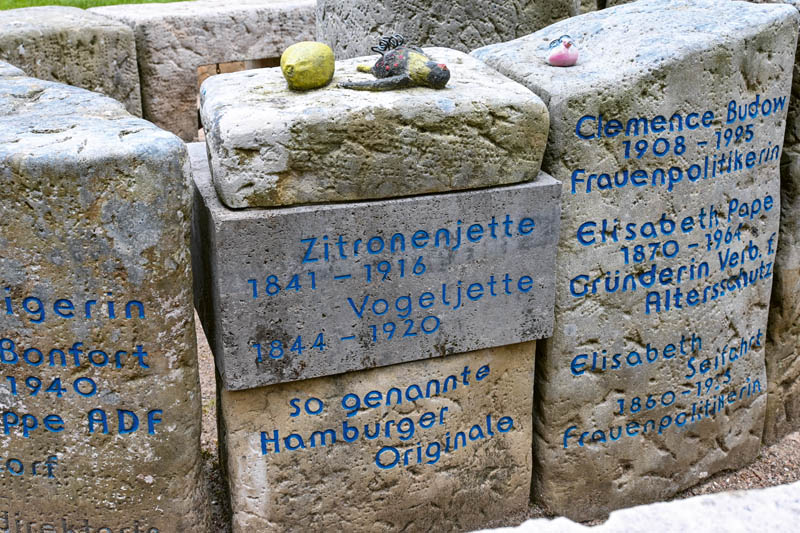 igerin
Bonfort
1940
ppe ADF
orf
direktorin
Zitronenjette
1841 – 1916
Vogeljette
1844 – 1920
So genannte
Hamburger
Originale
Clemence Budow
1908 – 1995
Frauenpolitikerin
Elisabeth Pape
1870 – 1964
Gründerin Verb. f.
Altersschutz
Elisabeth
Seifahrt
1860 –
Frauenpolitikerin